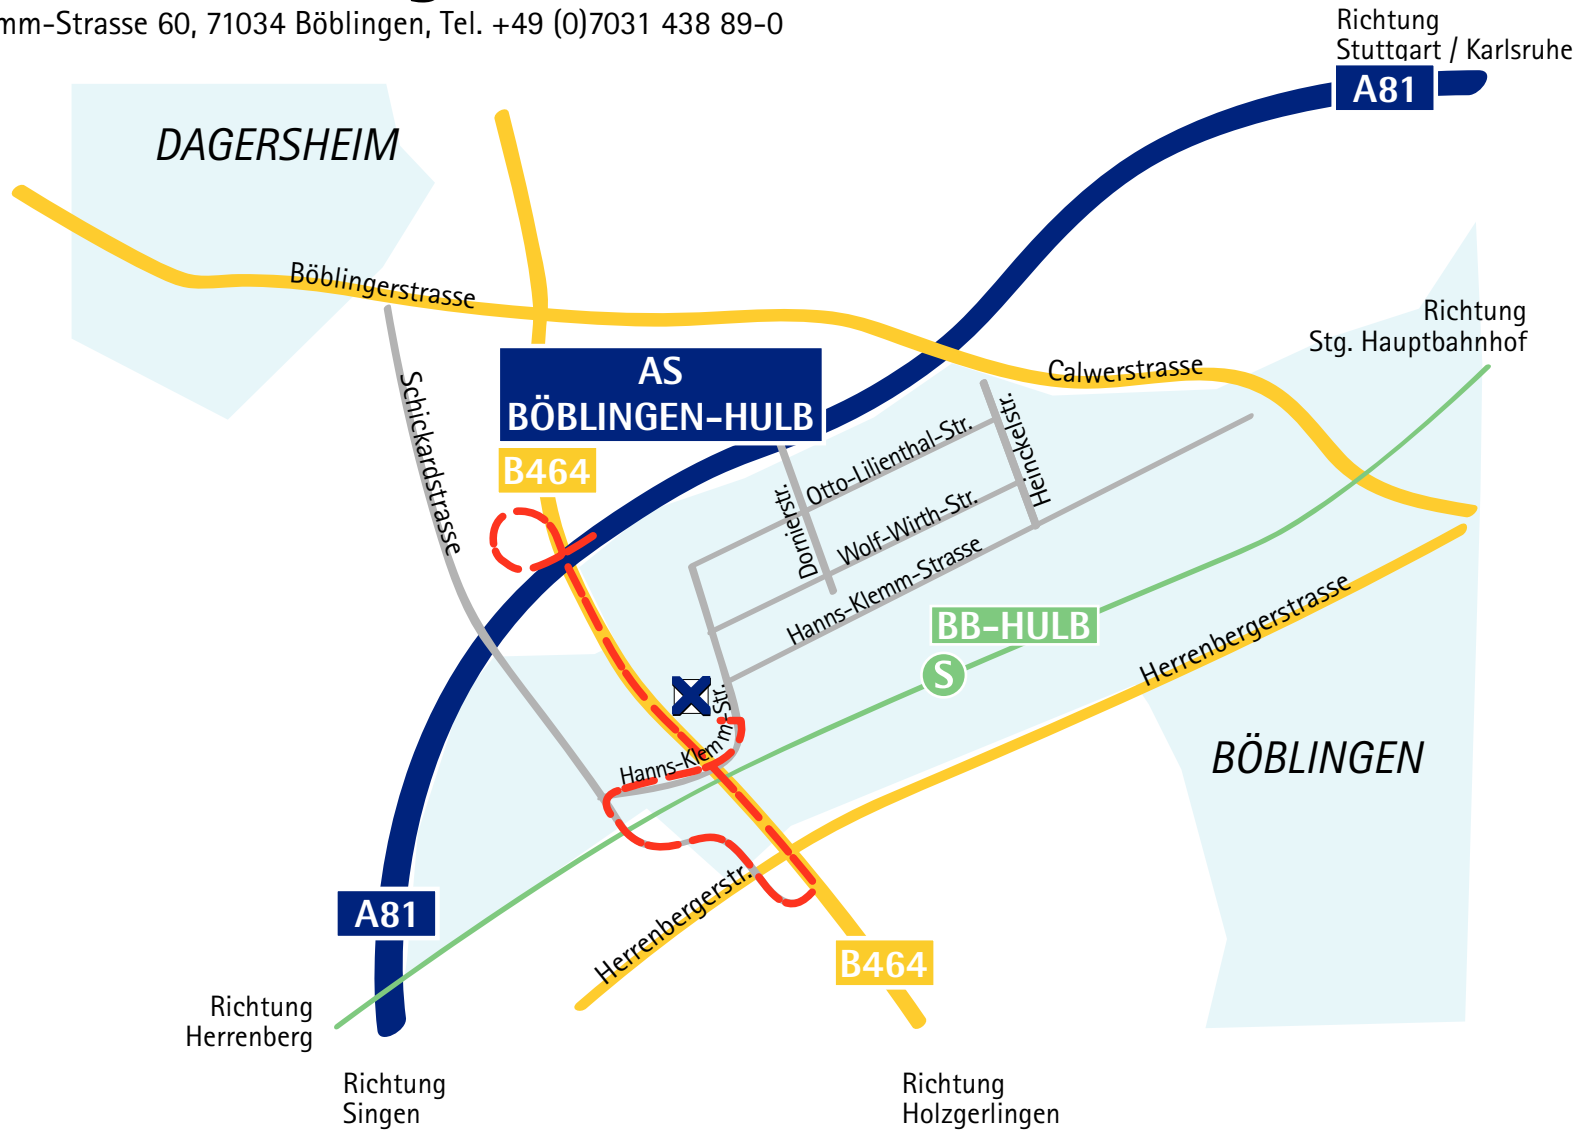 mm-Strasse 60, 71034 Böblingen, Tel. +49 (0)7031 438 89-0
Richtung
Stuttgart / Karlsruhe
A81
DAGERSHEIM
Böblingerstrasse
Richtung
Stg. Hauptbahnhof
AS
BÖBLINGEN-HULB
Calwerstrasse
Schickardstrasse
B464
Otto-Lilienthal-Str.
Heinckelstr.
Dornierstr.
Wolf-Wirth-Str.
Hanns-Klemm-Strasse
BB-HULB
S
Herrenbergerstrasse
Hanns-Klemm-Str.
BÖBLINGEN
Herrenbergerstr.
A81
B464
Richtung
Herrenberg
Richtung
Singen
Richtung
Holzgerlingen